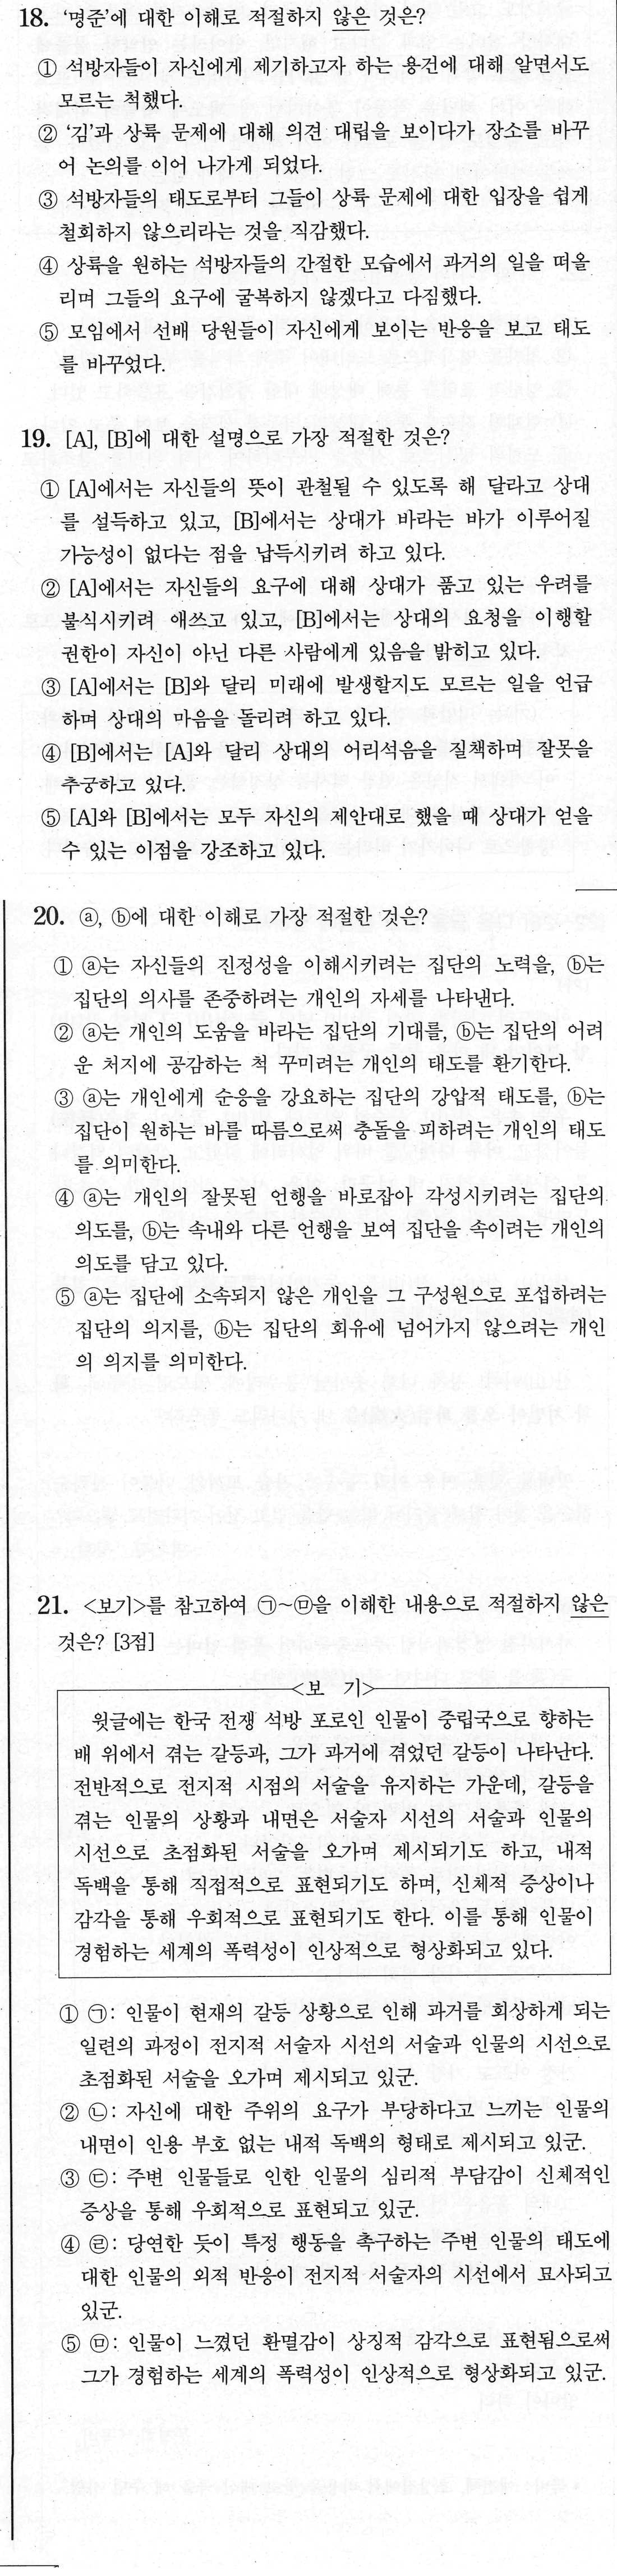 18. ‘명준’에 대한 이해로 적절하지 않은 것은?
① 석방자들이 자신에게 제기하고자 하는 용건에 대해 알면서도
모르는 척했다.
② ‘김’과 상륙 문제에 대해 의견 대립을 보이다가 장소를 바꾸
어 논의를 이어 나가게 되었다.
③ 석방자들의 태도로부터 그들이 상륙 문제에 대한 입장을 쉽게
철회하지 않으리라는 것을 직감했다.
④ 상륙을 원하는 석방자들의 간절한 모습에서 과거의 일을 떠올
리며 그들의 요구에 굴복하지 않겠다고 다짐했다.
⑤ 모임에서 선배 당원들이 자신에게 보이는 반응을 보고 태도
를 바꾸었다.
19. [A], [B]에 대한 설명으로 가장 적절한 것은?
① [A]에서는 자신들의 뜻이 관철될 수 있도록 해 달라고 상대
를 설득하고 있고, [B]에서는 상대가 바라는 바가 이루어질
가능성이 없다는 점을 납득시키려 하고 있다.
② [A]에서는 자신들의 요구에 대해 상대가 품고 있는 우려를
불식시키려 애쓰고 있고, [B]에서는 상대의 요청을 이행할
권한이 자신이 아닌 다른 사람에게 있음을 밝히고 있다.
③ [A]에서는 [B]와 달리 미래에 발생할지도 모르는 일을 언급
하며 상대의 마음을 돌리려 하고 있다.
④ [B]에서는 [A]와 달리 상대의 어리석음을 질책하며 잘못을
추궁하고 있다.
⑤ [A]와 [B]에서는 모두 자신의 제안대로 했을 때 상대가 얻을
수 있는 이점을 강조하고 있다.
20. ⓐ, ⓑ에 대한 이해로 가장 적절한 것은?
① ⓐ는 자신들의 진정성을 이해시키려는 집단의 노력을, ⓑ는
집단의 의사를 존중하려는 개인의 자세를 나타낸다.
② ⓐ는 개인의 도움을 바라는 집단의 기대를, ⓑ는 집단의 어려
운 처지에 공감하는 척 꾸미려는 개인의 태도를 환기한다.
③ ⓐ는 개인에게 순응을 강요하는 집단의 강압적 태도를, ⓑ는
집단이 원하는 바를 따름으로써 충돌을 피하려는 개인의 태도
를 의미한다.
④ ⓐ는 개인의 잘못된 언행을 바로잡아 각성시키려는 집단의
의도를, ⓑ는 속내와 다른 언행을 보여 집단을 속이려는 개인의
의도를 담고 있다.
⑤ ⓐ는 집단에 소속되지 않은 개인을 그 구성원으로 포섭하려는
집단의 의지를, ⓑ는 집단의 회유에 넘어가지 않으려는 개인
의 의지를 의미한다.
21. <보기>를 참고하여 ㉠~㉤을 이해한 내용으로 적절하지 않은
것은? [3점]
<보 기>
윗글에는 한국 전쟁 석방 포로인 인물이 중립국으로 향하는
배 위에서 겪는 갈등과, 그가 과거에 겪었던 갈등이 나타난다.
전반적으로 전지적 시점의 서술을 유지하는 가운데, 갈등을
겪는 인물의 상황과 내면은 서술자 시선의 서술과 인물의
시선으로 초점화된 서술을 오가며 제시되기도 하고, 내적
독백을 통해 직접적으로 표현되기도 하며, 신체적 증상이나
감각을 통해 우회적으로 표현되기도 한다. 이를 통해 인물이
경험하는 세계의 폭력성이 인상적으로 형상화되고 있다.
① ㉠: 인물이 현재의 갈등 상황으로 인해 과거를 회상하게 되는
일련의 과정이 전지적 서술자 시선의 서술과 인물의 시선으로
초점화된 서술을 오가며 제시되고 있군.
② ㉡: 자신에 대한 주위의 요구가 부당하다고 느끼는 인물의
내면이 인용 부호 없는 내적 독백의 형태로 제시되고 있군.
③ ㉢: 주변 인물들로 인한 인물의 심리적 부담감이 신체적인
증상을 통해 우회적으로 표현되고 있군.
④ ㉣: 당연한 듯이 특정 행동을 촉구하는 주변 인물의 태도에
대한 인물의 외적 반응이 전지적 서술자의 시선에서 묘사되고
있군.
⑤ ㉤: 인물이 느꼈던 환멸감이 상징적 감각으로 표현됨으로써
그가 경험하는 세계의 폭력성이 인상적으로 형상화되고 있군.